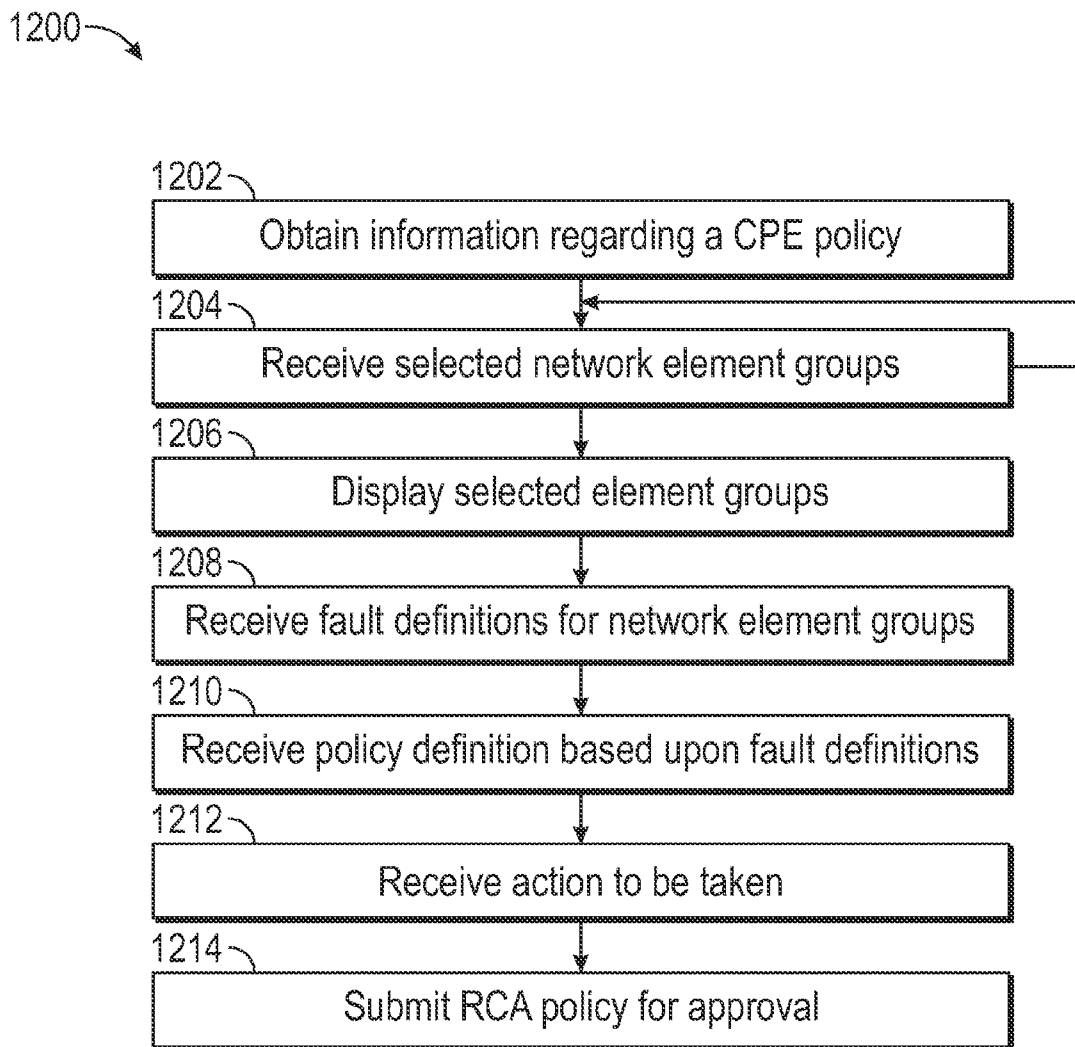 1200
1202
Obtain information regarding a CPE policy
1204
Receive selected network element groups
1206
Display selected element groups
1208
Receive fault definitions for network element groups
1210
Receive policy definition based upon fault definitions
1212
Receive action to be taken
1214
Submit RCA policy for approval